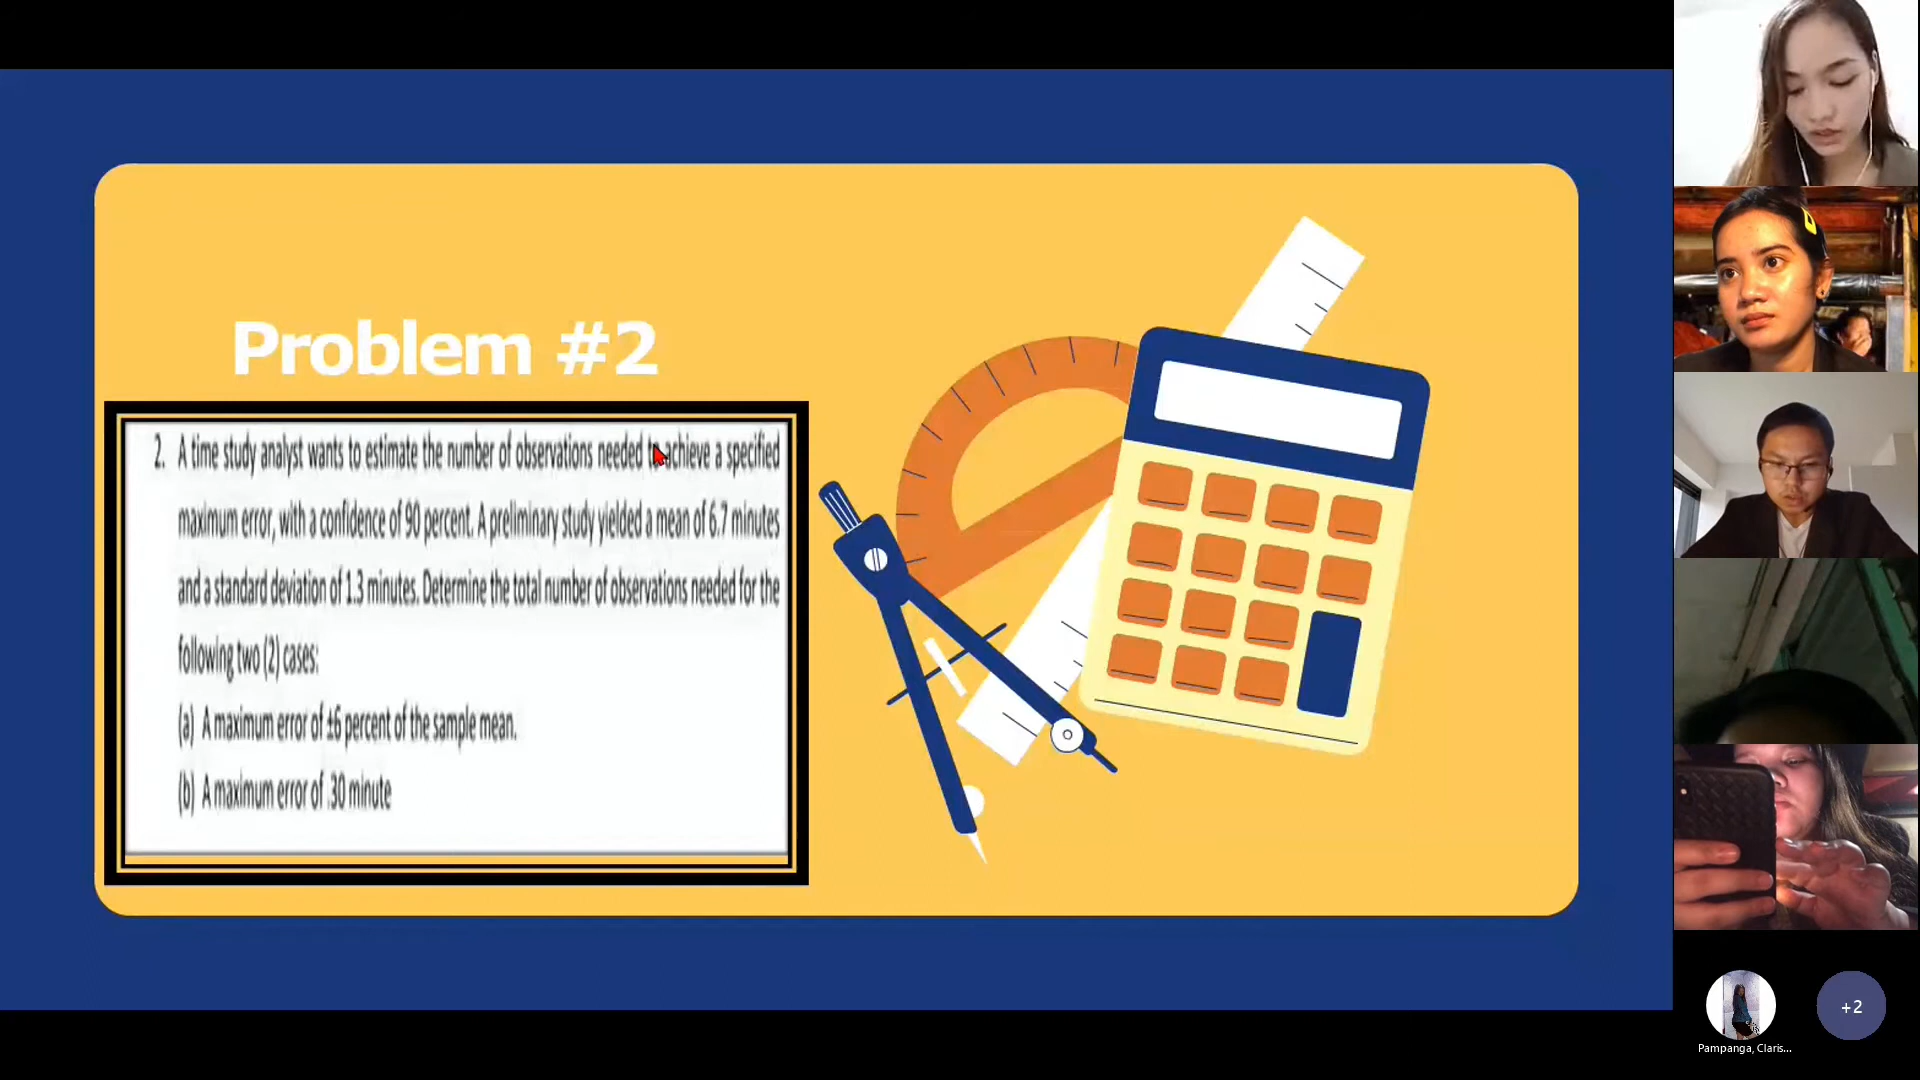 Problem #2
2. A time study analyst wants to estimate the number of observations needed to achieve a specified
maximum error, with a confidence of 90 percent. A preliminary study yielded a mean of 6.7 minutes
and a standard deviation of 1.3 minutes. Determine the total number of observations needed for the
following two (2) cases:
(a) A maximum error of ±6 percent of the sample mean.
(b) A maximum error of .30 minute
+2
Pampanga, Claris...